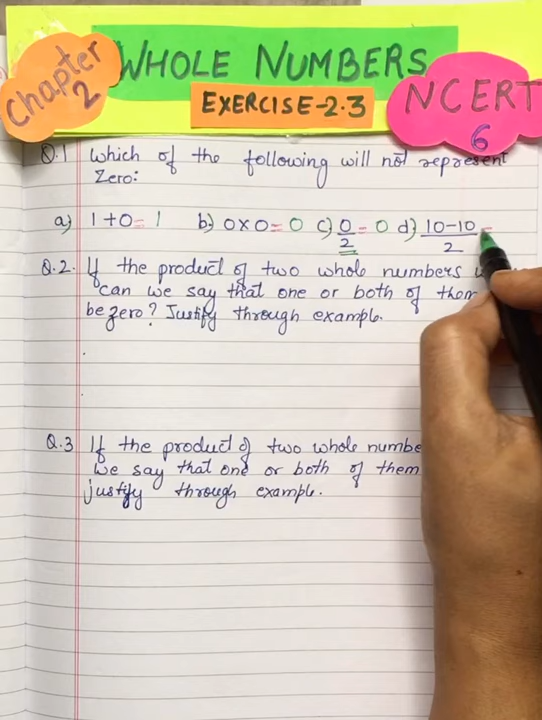 Chapter
2
WHOLE NUMBERS
EXERCISE-2.3
NCERT
6
Q.1 Which of the following will not represent
Zero:
a) 1+0=1 b) 0×0=0 c) 0/2=0 d) 10-10/2=
Q.2. If the product of two whole numbers
can we say that one or both of them
be zero? Justify through example.
Q.3 If the product of two whole numbe
we say that one or both of them
justify through example.